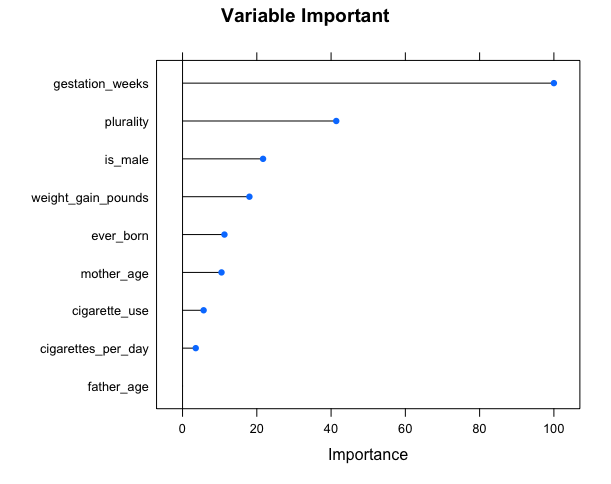 Variable Important
gestation_weeks
plurality
is_male
weight_gain_pounds
ever_born
mother_age
cigarette_use
cigarettes_per_day
father_age
0 20 40 60 80 100
Importance